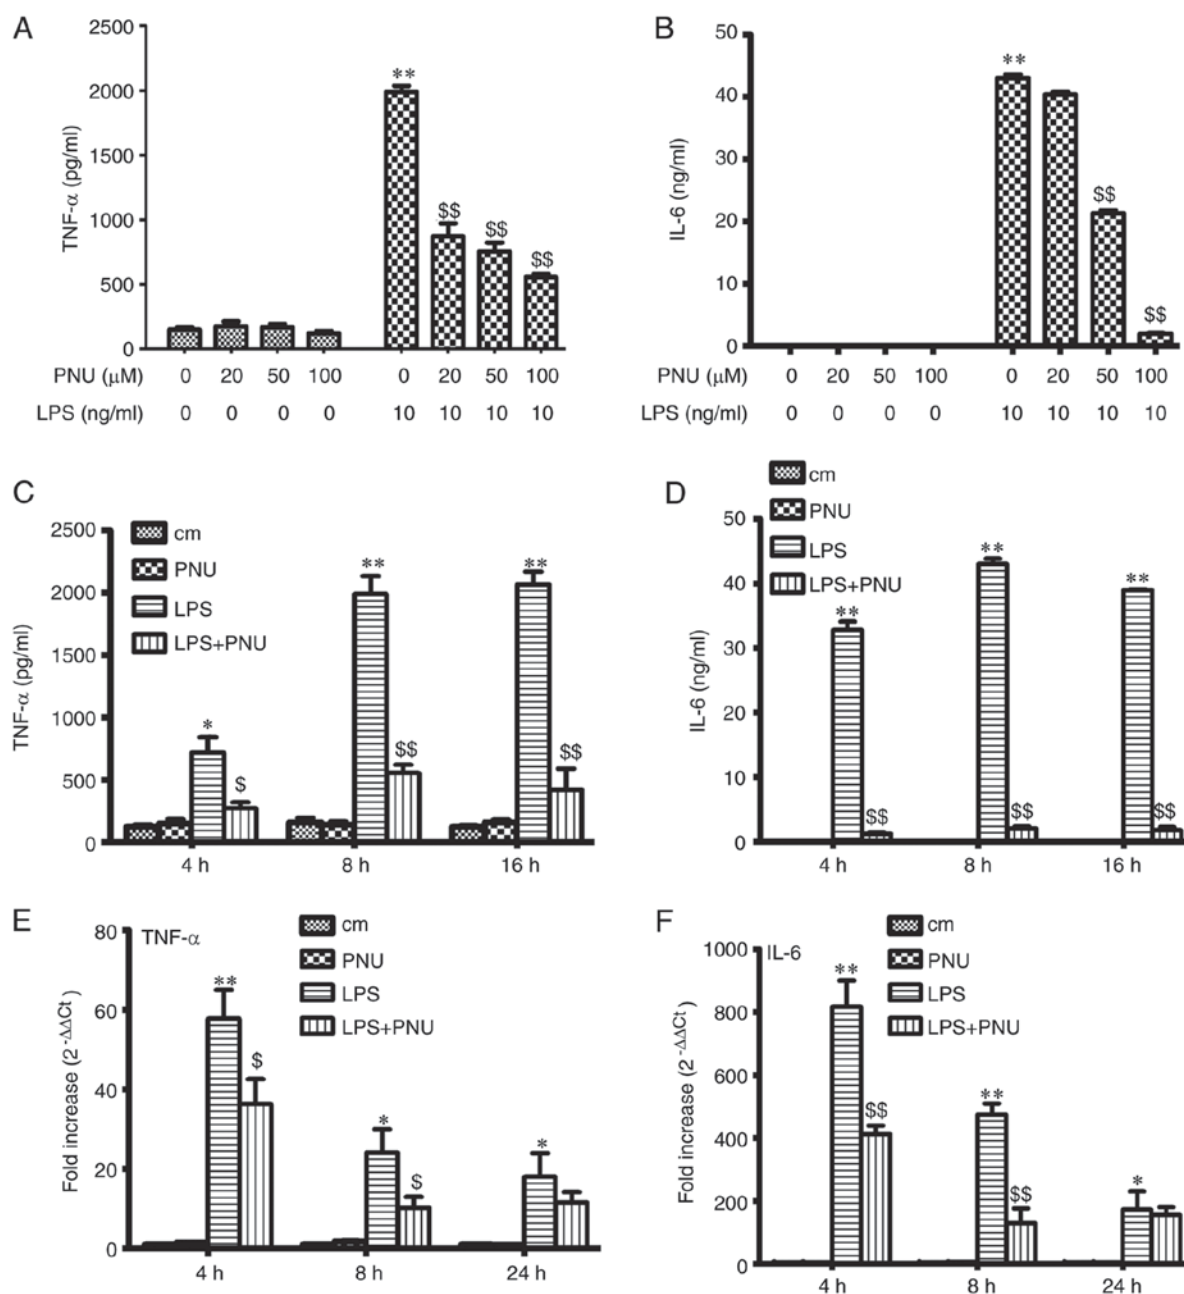 A
TNF-α (pg/ml)
2500
2000
1500
1000
500
0
**
$$
$$
$$
PNU (μM) 0 20 50 100 0 20 50 100
LPS (ng/ml) 0 0 0 0 10 10 10 10
B
IL-6 (ng/ml)
50
40
30
20
10
0
**
$$
$$
PNU (μM) 0 20 50 100 0 20 50 100
LPS (ng/ml) 0 0 0 0 10 10 10 10
C
cm
PNU
LPS
LPS+PNU
TNF-α (pg/ml)
2500
2000
1500
1000
500
0
*
$
**
$$
**
$$
4 h 8 h 16 h
D
cm
PNU
LPS
LPS+PNU
IL-6 (ng/ml)
50
40
30
20
10
0
**
$$
**
$$
**
$$
4 h 8 h 16 h
E
TNF-α
cm
PNU
LPS
LPS+PNU
Fold increase (2^-ΔΔCt)
80
60
40
20
0
**
$
*
$
*
4 h 8 h 24 h
F
IL-6
cm
PNU
LPS
LPS+PNU
Fold increase (2^-ΔΔCt)
1000
800
600
400
200
0
**
$$
**
$$
*
4 h 8 h 24 h